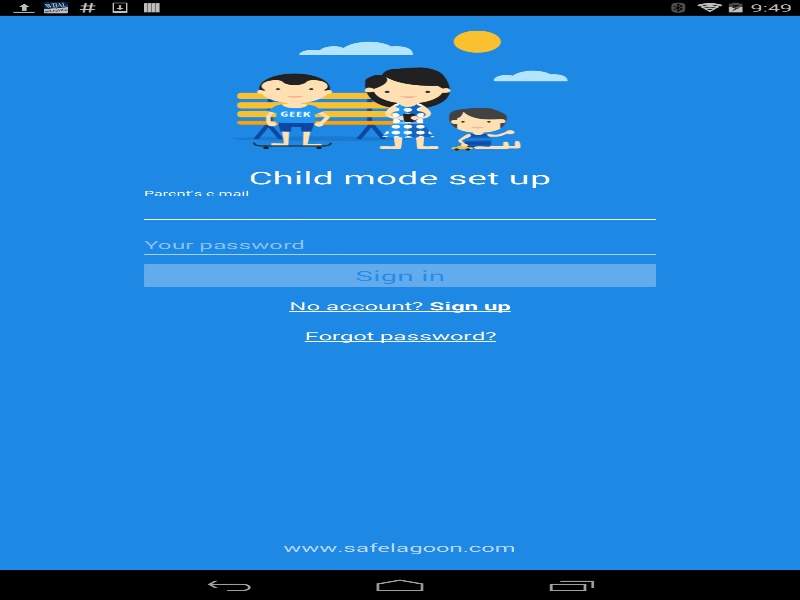 9:49
GEEK
Child mode set up
Parent's e-mail
Your password
Sign in
No account? Sign up
Forgot password?
www.safelagoon.com